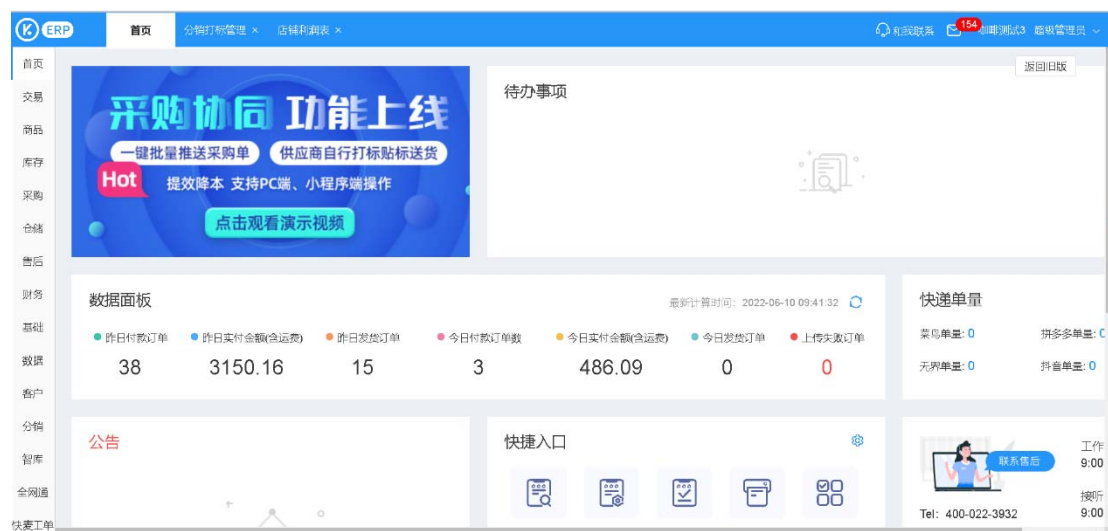 ERP 首页 分销打标管理 × 店铺利润表 × 和我联系 154 咖啡测试3 超级管理员
首页
交易
商品
库存
采购
仓储
售后
财务
基础
数据
客户
分销
智库
全网通
快麦工单
返回旧版
采购协同 功能上线
一键批量推送采购单 供应商自行打标贴标送货
Hot 提效降本 支持PC端、小程序端操作
点击观看演示视频
待办事项
数据面板 最新计算时间: 2022-06-10 09:41:32
昨日付款订单 昨日实付金额(含运费) 昨日发货订单 今日付款订单数 今日实付金额(含运费) 今日发货订单 上传失败订单
38 3150.16 15 3 486.09 0 0
快递单量
菜鸟单量: 0 拼多多单量: 0
无界单量: 0 抖音单量: 0
公告
快捷入口
联系售后
工作
9:00
接听
Tel: 400-022-3932 9:00